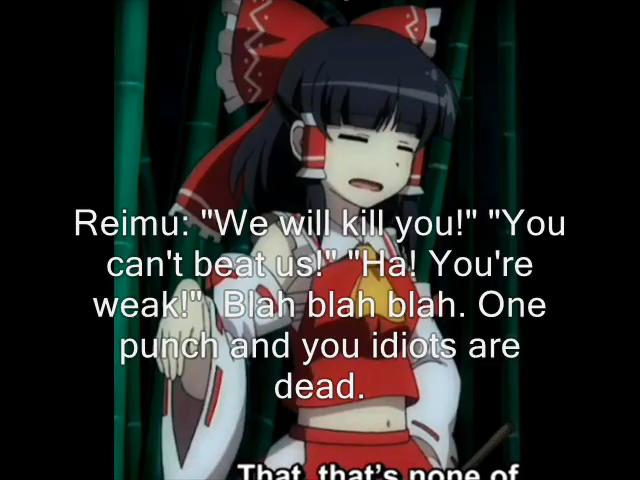 Reimu: "We will kill you!" "You
can't beat us!" "Ha! You're
weak!".  Blah blah blah. One
punch and you idiots are
dead.
That, that's none of